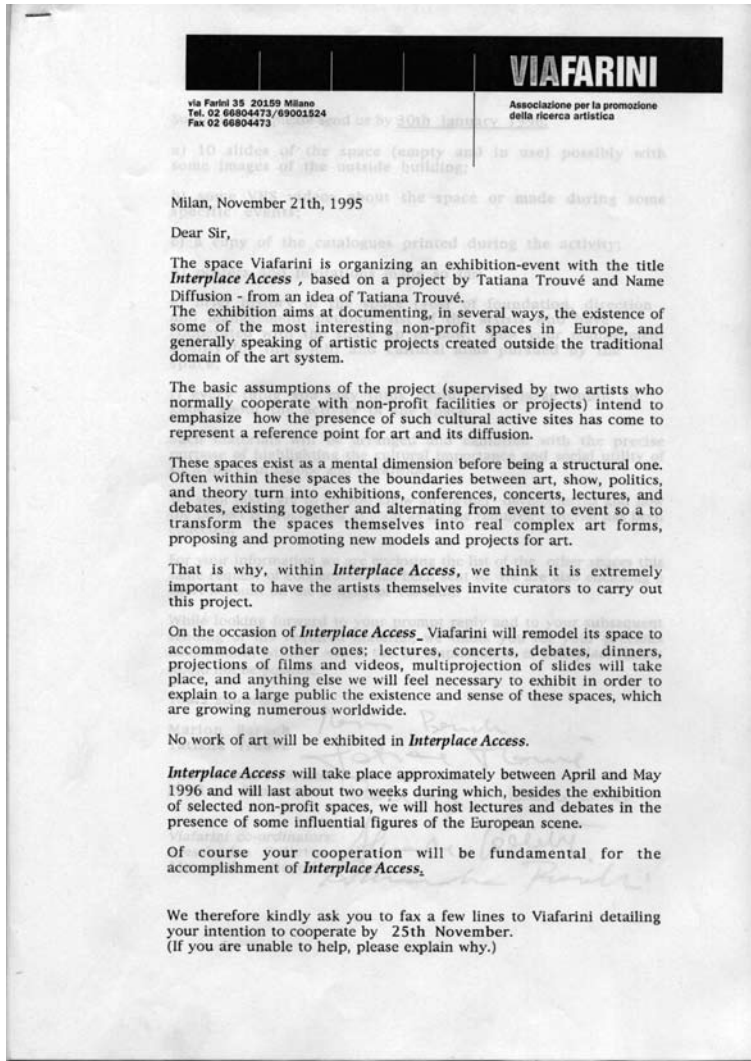 VIAFARINI
via Farini 35 20159 Milano
Tel. 02 66804473/69001524
Fax 02 66804473
Associazione per la promozione
della ricerca artistica
Milan, November 21th, 1995
Dear Sir,
The space Viafarini is organizing an exhibition-event with the title
Interplace Access , based on a project by Tatiana Trouvé and Name
Diffusion - from an idea of Tatiana Trouvé.
The exhibition aims at documenting, in several ways, the existence of
some of the most interesting non-profit spaces in Europe, and
generally speaking of artistic projects created outside the traditional
domain of the art system.
The basic assumptions of the project (supervised by two artists who
normally cooperate with non-profit facilities or projects) intend to
emphasize how the presence of such cultural active sites has come to
represent a reference point for art and its diffusion.
These spaces exist as a mental dimension before being a structural one.
Often within these spaces the boundaries between art, show, politics,
and theory turn into exhibitions, conferences, concerts, lectures, and
debates, existing together and alternating from event to event so a to
transform the spaces themselves into real complex art forms,
proposing and promoting new models and projects for art.
That is why, within Interplace Access, we think it is extremely
important to have the artists themselves invite curators to carry out
this project.
On the occasion of Interplace Access Viafarini will remodel its space to
accommodate other ones; lectures, concerts, debates, dinners,
projections of films and videos, multiprojection of slides will take
place, and anything else we will feel necessary to exhibit in order to
explain to a large public the existence and sense of these spaces, which
are growing numerous worldwide.
No work of art will be exhibited in Interplace Access.
Interplace Access will take place approximately between April and May
1996 and will last about two weeks during which, besides the exhibition
of selected non-profit spaces, we will host lectures and debates in the
presence of some influential figures of the European scene.
Of course your cooperation will be fundamental for the
accomplishment of Interplace Access.
We therefore kindly ask you to fax a few lines to Viafarini detailing
your intention to cooperate by 25th November.
(If you are unable to help, please explain why.)